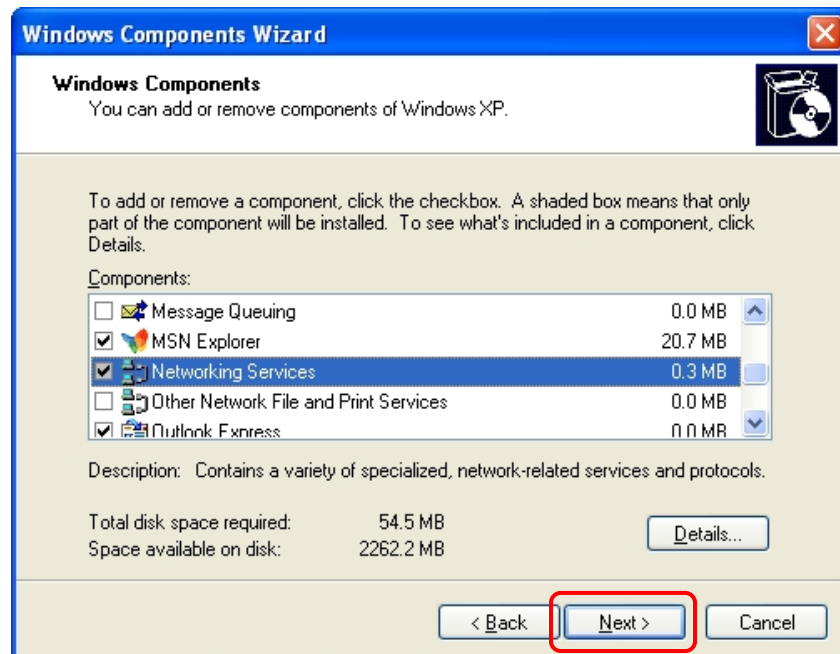 Windows Components Wizard
Windows Components
You can add or remove components of Windows XP.
To add or remove a component, click the checkbox. A shaded box means that only
part of the component will be installed. To see what's included in a component, click
Details.
Components:
Message Queuing 0.0 MB
MSN Explorer 20.7 MB
Networking Services 0.3 MB
Other Network File and Print Services 0.0 MB
Outlook Express 0.0 MB
Description: Contains a variety of specialized, network-related services and protocols.
Total disk space required: 54.5 MB
Space available on disk: 2262.2 MB
Details...
< Back Next > Cancel